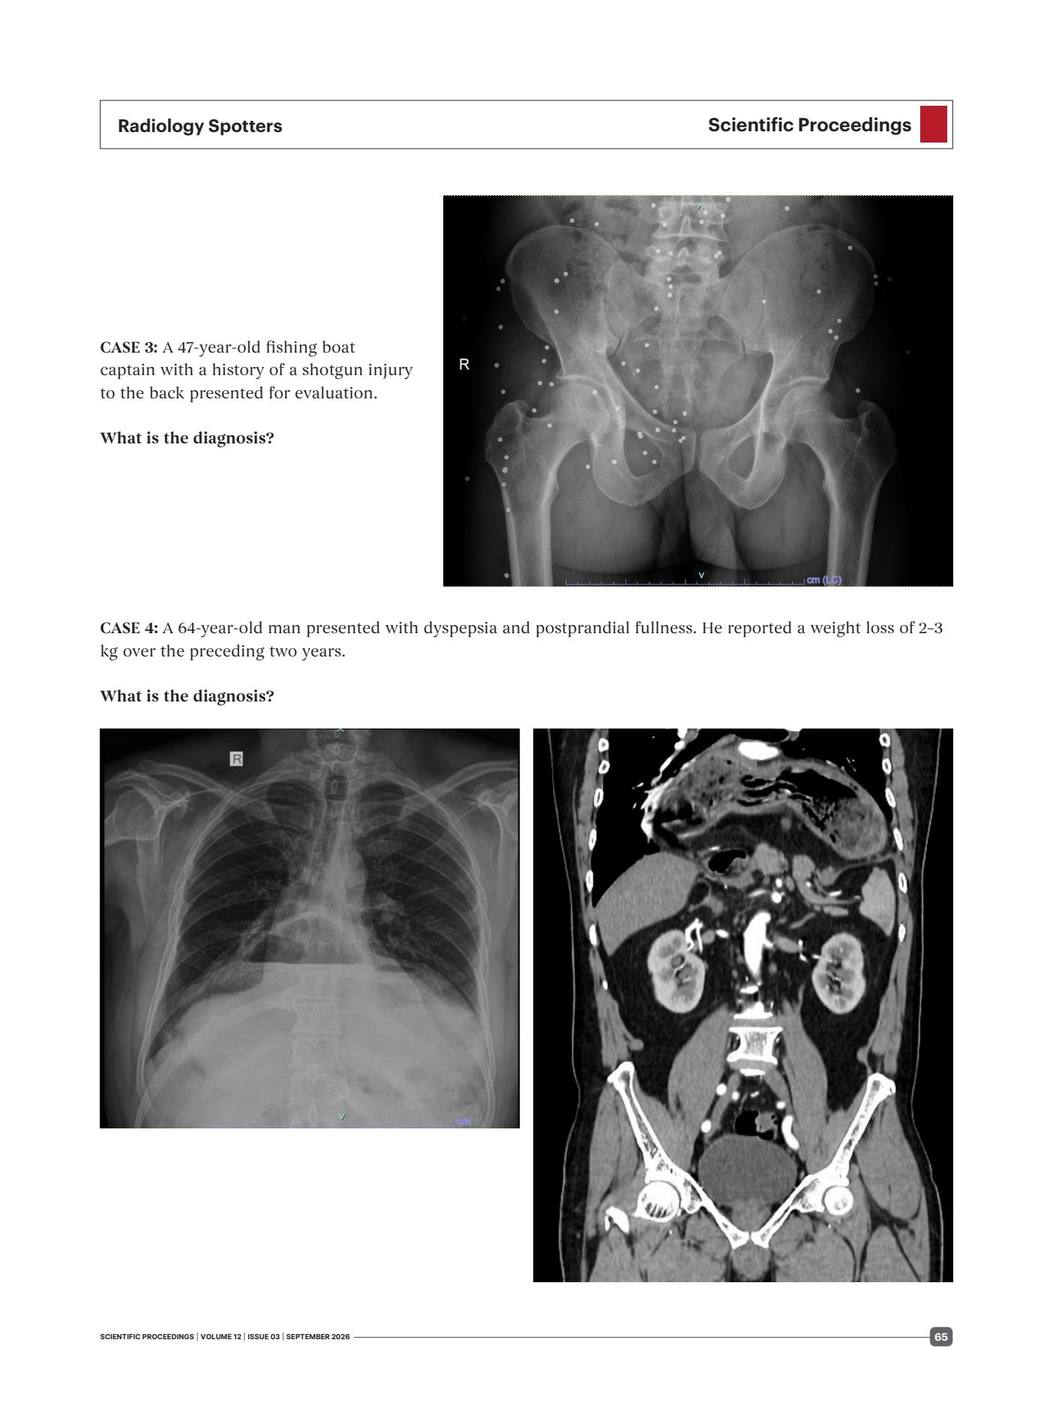 Radiology Spotters
Scientific Proceedings
R
CASE 3: A 47-year-old fishing boat
captain with a history of a shotgun injury
to the back presented for evaluation.
What is the diagnosis?
v
cm (LC)
CASE 4: A 64-year-old man presented with dyspepsia and postprandial fullness. He reported a weight loss of 2–3
kg over the preceding two years.
What is the diagnosis?
R
v
cm
SCIENTIFIC PROCEEDINGS | VOLUME 12 | ISSUE 03 | SEPTEMBER 2026
65